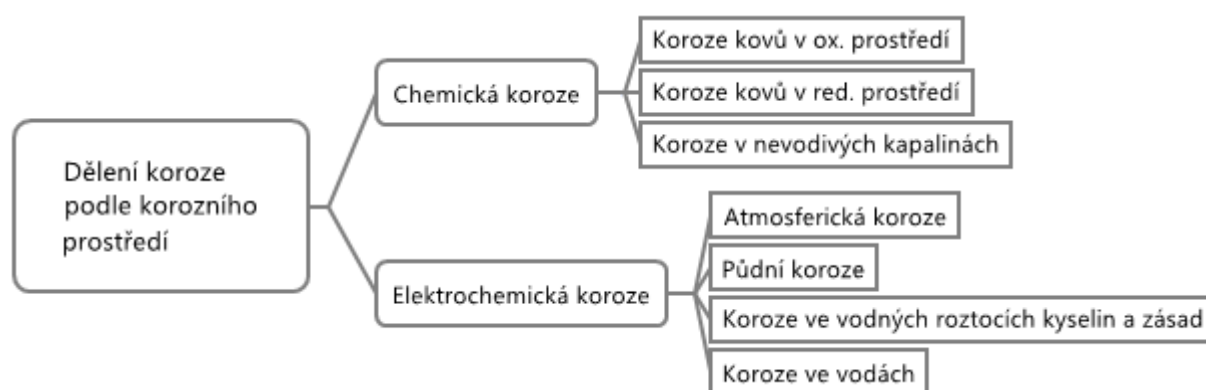 Dělení koroze
podle korozního
prostředí
Chemická koroze
Koroze kovů v ox. prostředí
Koroze kovů v red. prostředí
Koroze v nevodivých kapalinách
Elektrochemická koroze
Atmosferická koroze
Půdní koroze
Koroze ve vodných roztocích kyselin a zásad
Koroze ve vodách